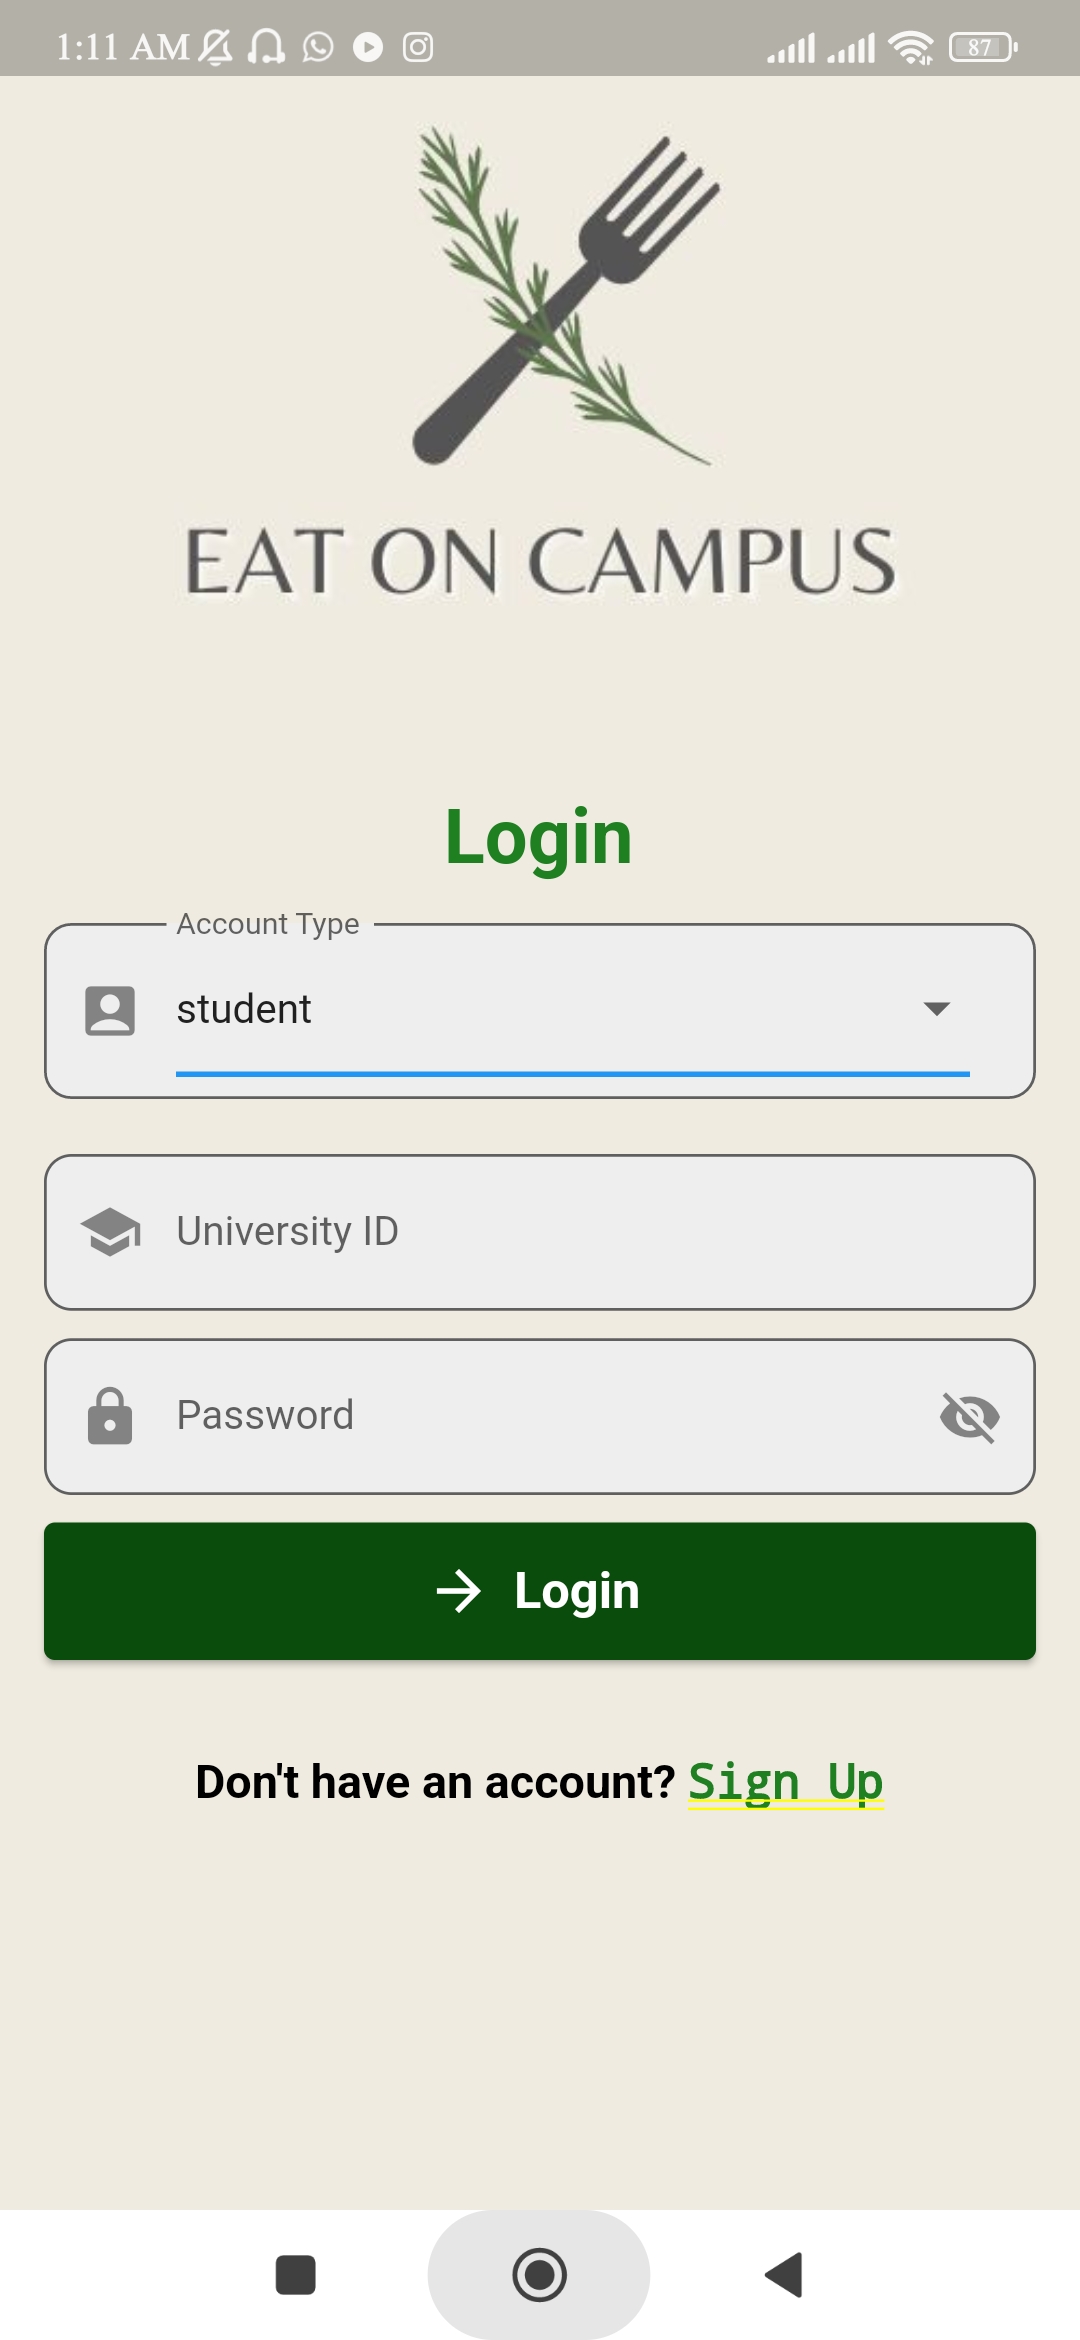 1:11 AM 87
EAT ON CAMPUS
Login
Account Type
student
University ID
Password
Login
Don't have an account? Sign Up